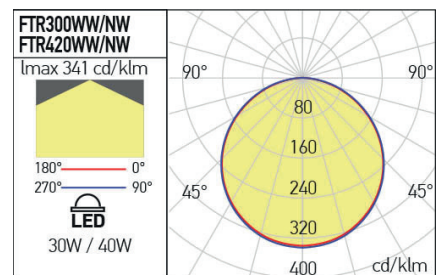 FTR300WW/NW
FTR420WW/NW
Imax 341 cd/klm
180° 0°
270° 90°
LED
30W / 40W
90° 90°
80
160
45° 45°
240
320
400 cd/klm